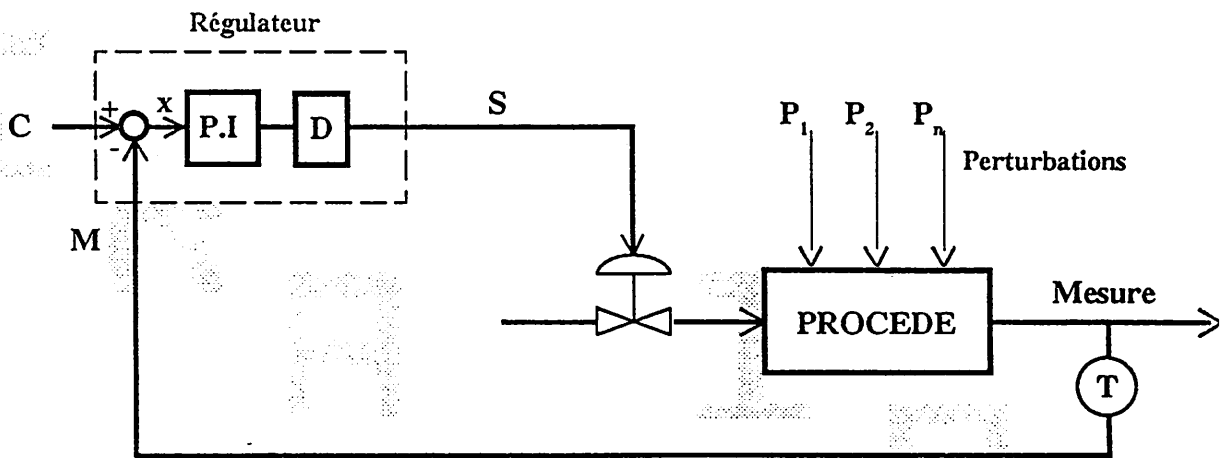 Régulateur
C
+
-
x
P.I
D
S
M
P1
P2
Pn
Perturbations
PROCEDE
Mesure
T